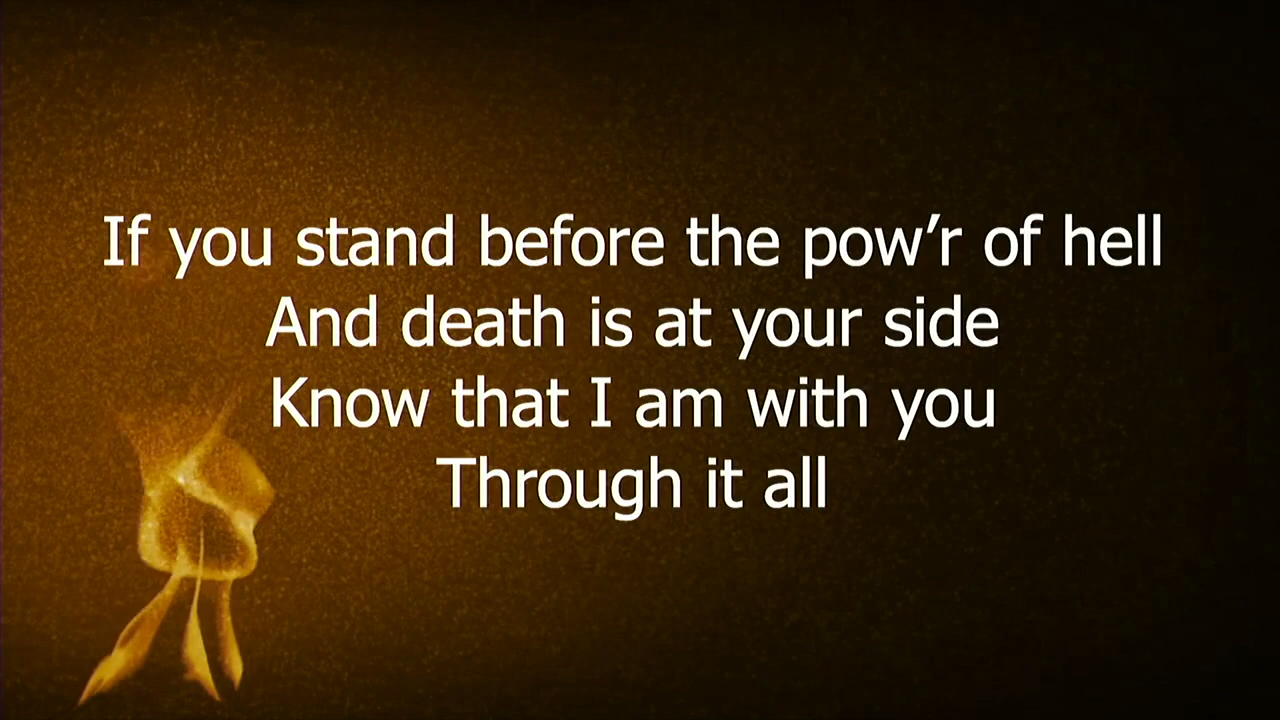 If you stand before the pow’r of hell
And death is at your side
Know that I am with you
Through it all